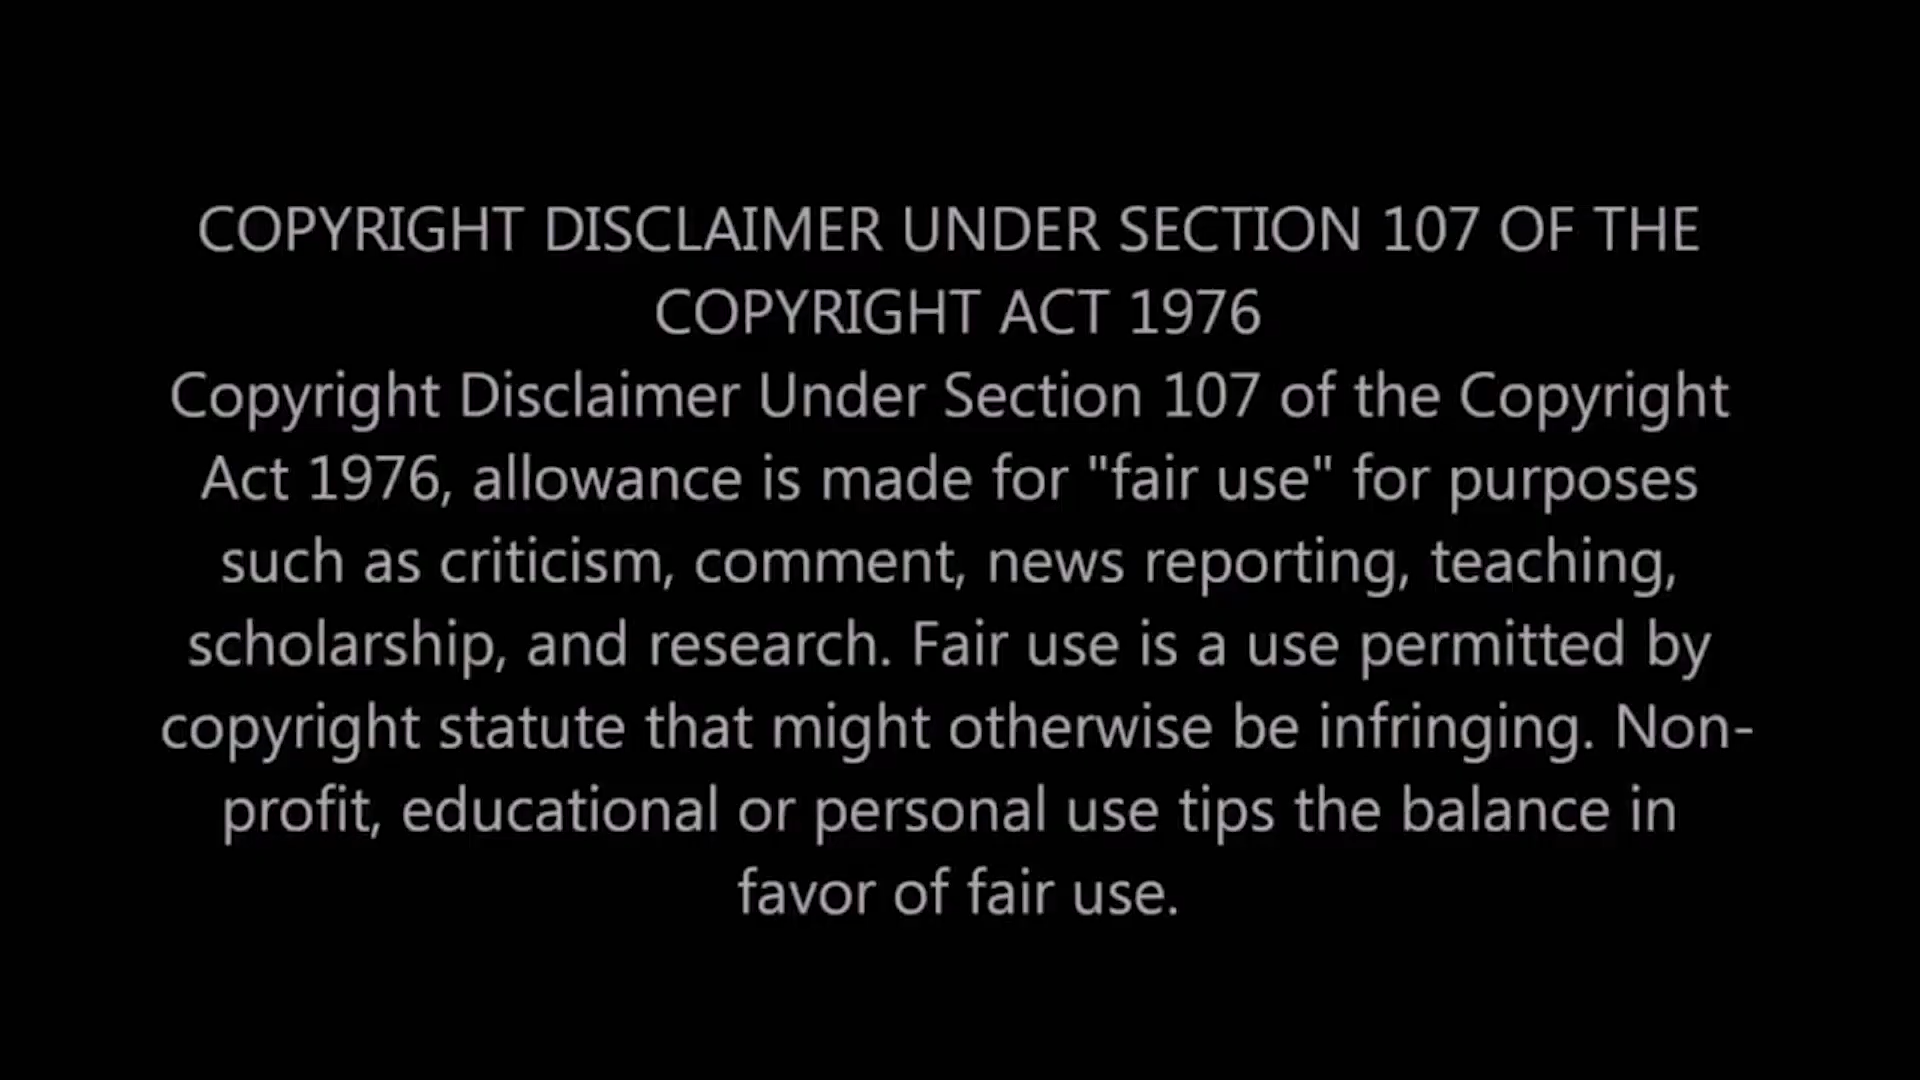 COPYRIGHT DISCLAIMER UNDER SECTION 107 OF THE
COPYRIGHT ACT 1976
Copyright Disclaimer Under Section 107 of the Copyright
Act 1976, allowance is made for "fair use" for purposes
such as criticism, comment, news reporting, teaching,
scholarship, and research. Fair use is a use permitted by
copyright statute that might otherwise be infringing. Non-
profit, educational or personal use tips the balance in
favor of fair use.